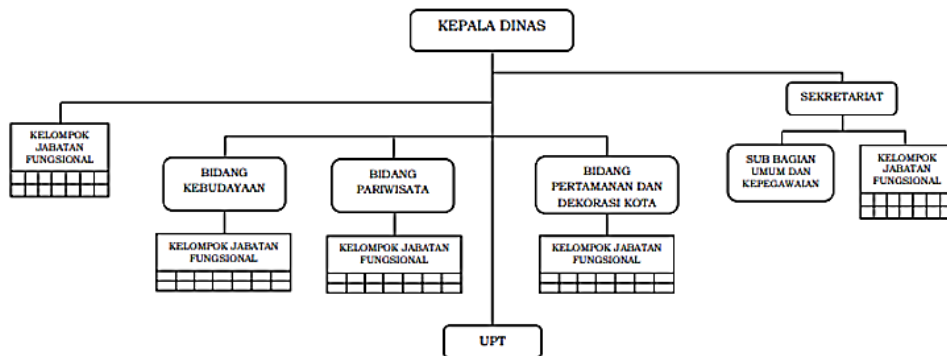 KEPALA DINAS
SEKRETARIAT
KELOMPOK
JABATAN
FUNGSIONAL
SUB BAGIAN
UMUM DAN
KEPEGAWAIAN
KELOMPOK
JABATAN
FUNGSIONAL
BIDANG
KEBUDAYAAN
BIDANG
PARIWISATA
BIDANG
PERTAMANAN DAN
DEKORASI KOTA
KELOMPOK JABATAN
FUNGSIONAL
KELOMPOK JABATAN
FUNGSIONAL
KELOMPOK JABATAN
FUNGSIONAL
UPT